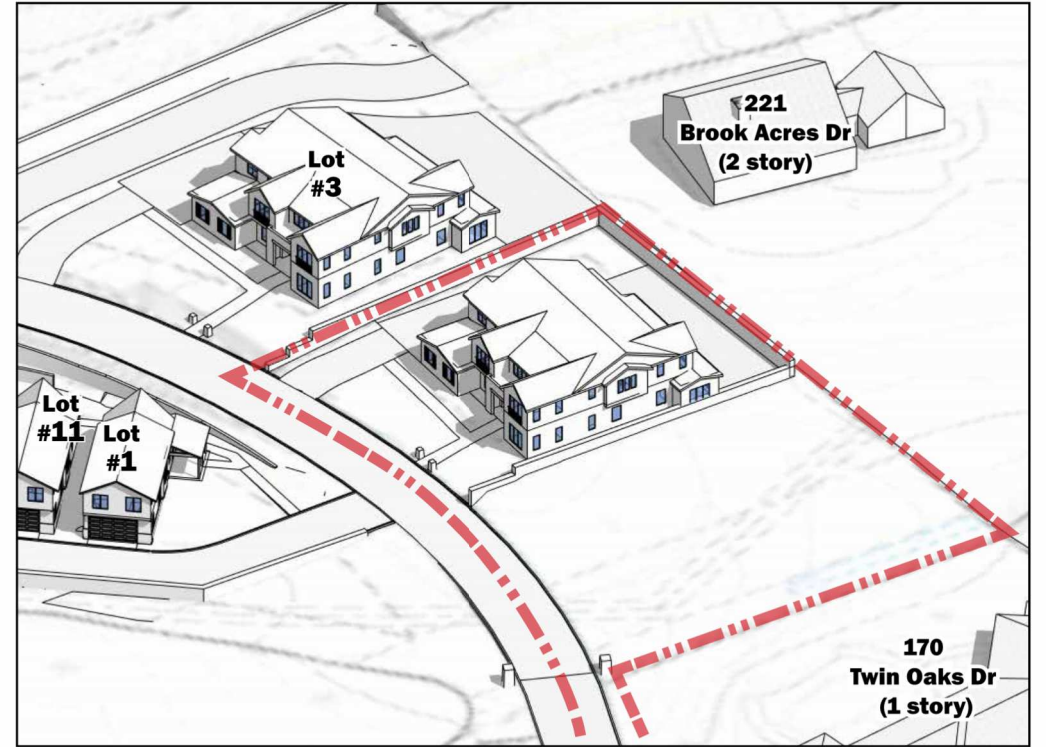 221
Brook Acres Dr
(2 story)
Lot
#3
Lot
#11
Lot
#1
170
Twin Oaks Dr
(1 story)